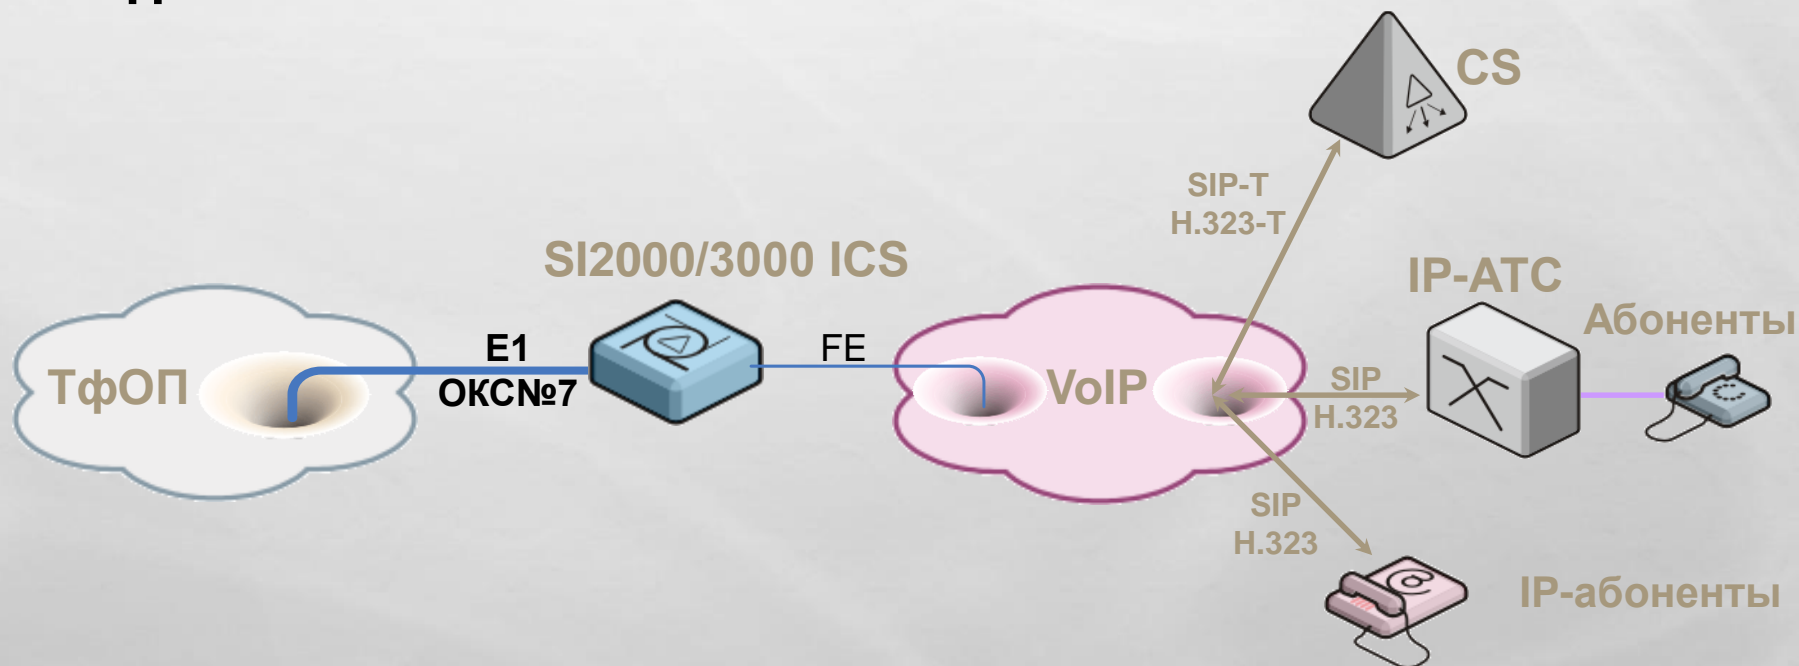 CS
SIP-T
H.323-T
SI2000/3000 ICS
IP-АТС
Абоненты
E1
FE
ТфОП
ОКС№7
VoIP
SIP
H.323
SIP
H.323
IP-абоненты